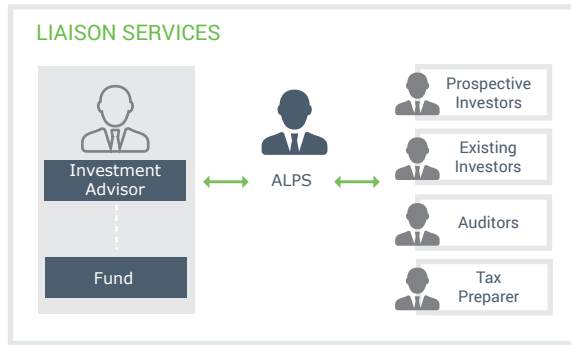 LIAISON SERVICES
Investment
Advisor
Fund
ALPS
Prospective
Investors
Existing
Investors
Auditors
Tax
Preparer